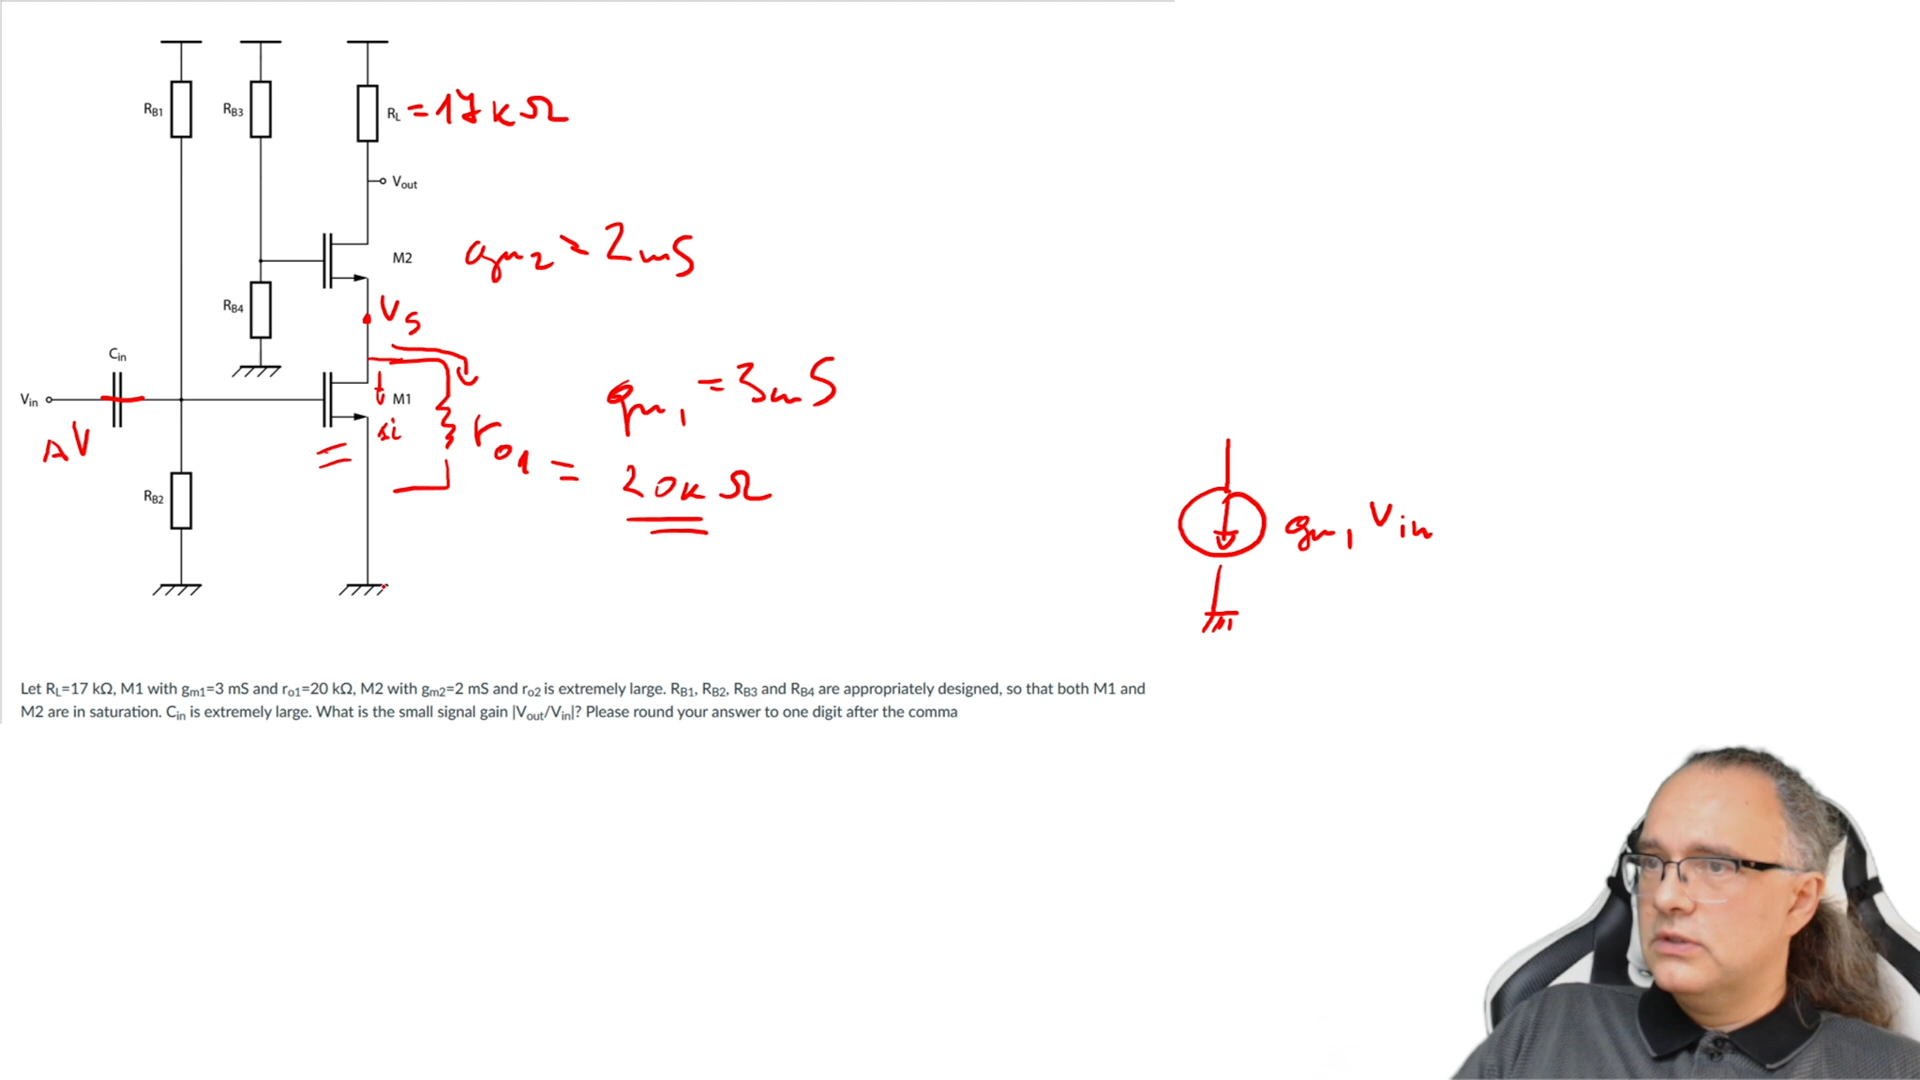 RB1
RB3
RL = 17 kΩ
Vout
M2
gm2 = 2mS
RB4
VS
Cin
Vin
M1
gm1 = 3mS
ro1 = 20k Ω
RB2
gm1 Vin
Let RL=17 kΩ, M1 with gm1=3 mS and ro1=20 kΩ, M2 with gm2=2 mS and ro2 is extremely large. RB1, RB2, RB3 and RB4 are appropriately designed, so that both M1 and
M2 are in saturation. Cin is extremely large. What is the small signal gain |Vout/Vin|? Please round your answer to one digit after the comma